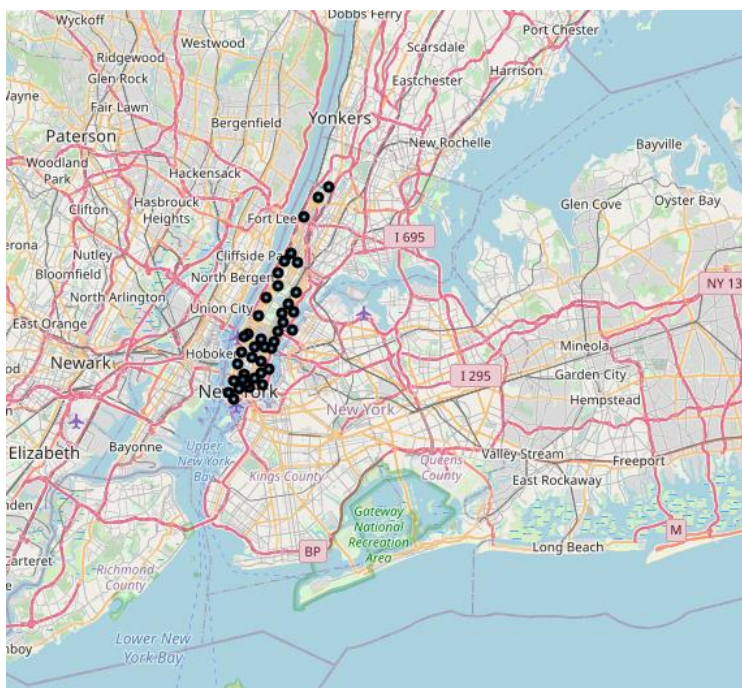 Wyckoff
Dobbs Ferry
Port Chester
Ridgewood
Westwood
Scarsdale
Glen Rock
Harrison
Eastchester
Fair Lawn
Bergenfield
Yonkers
Paterson
New Rochelle
Bayville
Woodland
Park
Hackensack
Clifton
Hasbrouck
Heights
Fort Lee
Glen Cove
Oyster Bay
I 695
Nutley
Cliffside
Bloomfield
North Bergen
NY 13
North Arlington
Union City
East Orange
Mineola
Newark
Hoboken
I 295
Garden City
New York
New York
Hempstead
Elizabeth
Bayonne
Upper
New York
Bay
Kings County
Queens
County
Valley Stream
Freeport
East Rockaway
Gateway
National
Recreation
Area
BP
M
Long Beach
Carteret
Richmond
County
Lower New
York Bay